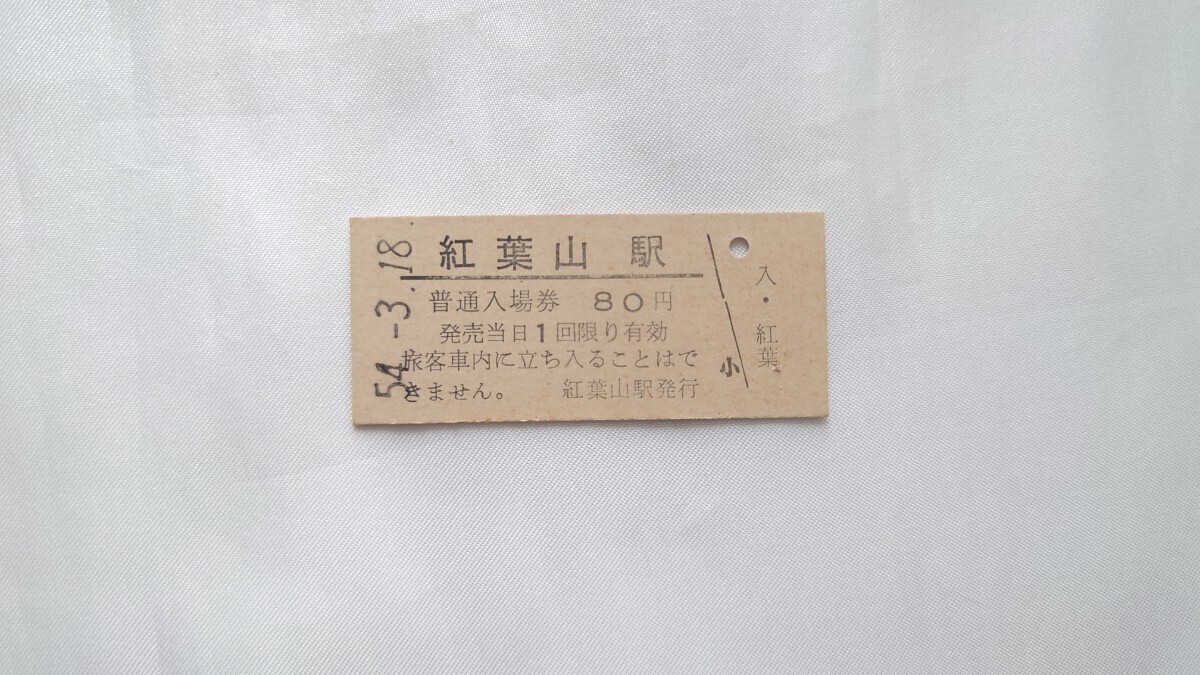 紅葉山駅
普通入場券 80円
発売当日1回限り有効
旅客車内に立ち入ることはで
きません。 紅葉山駅発行
小
入・紅葉
54.-3.18.